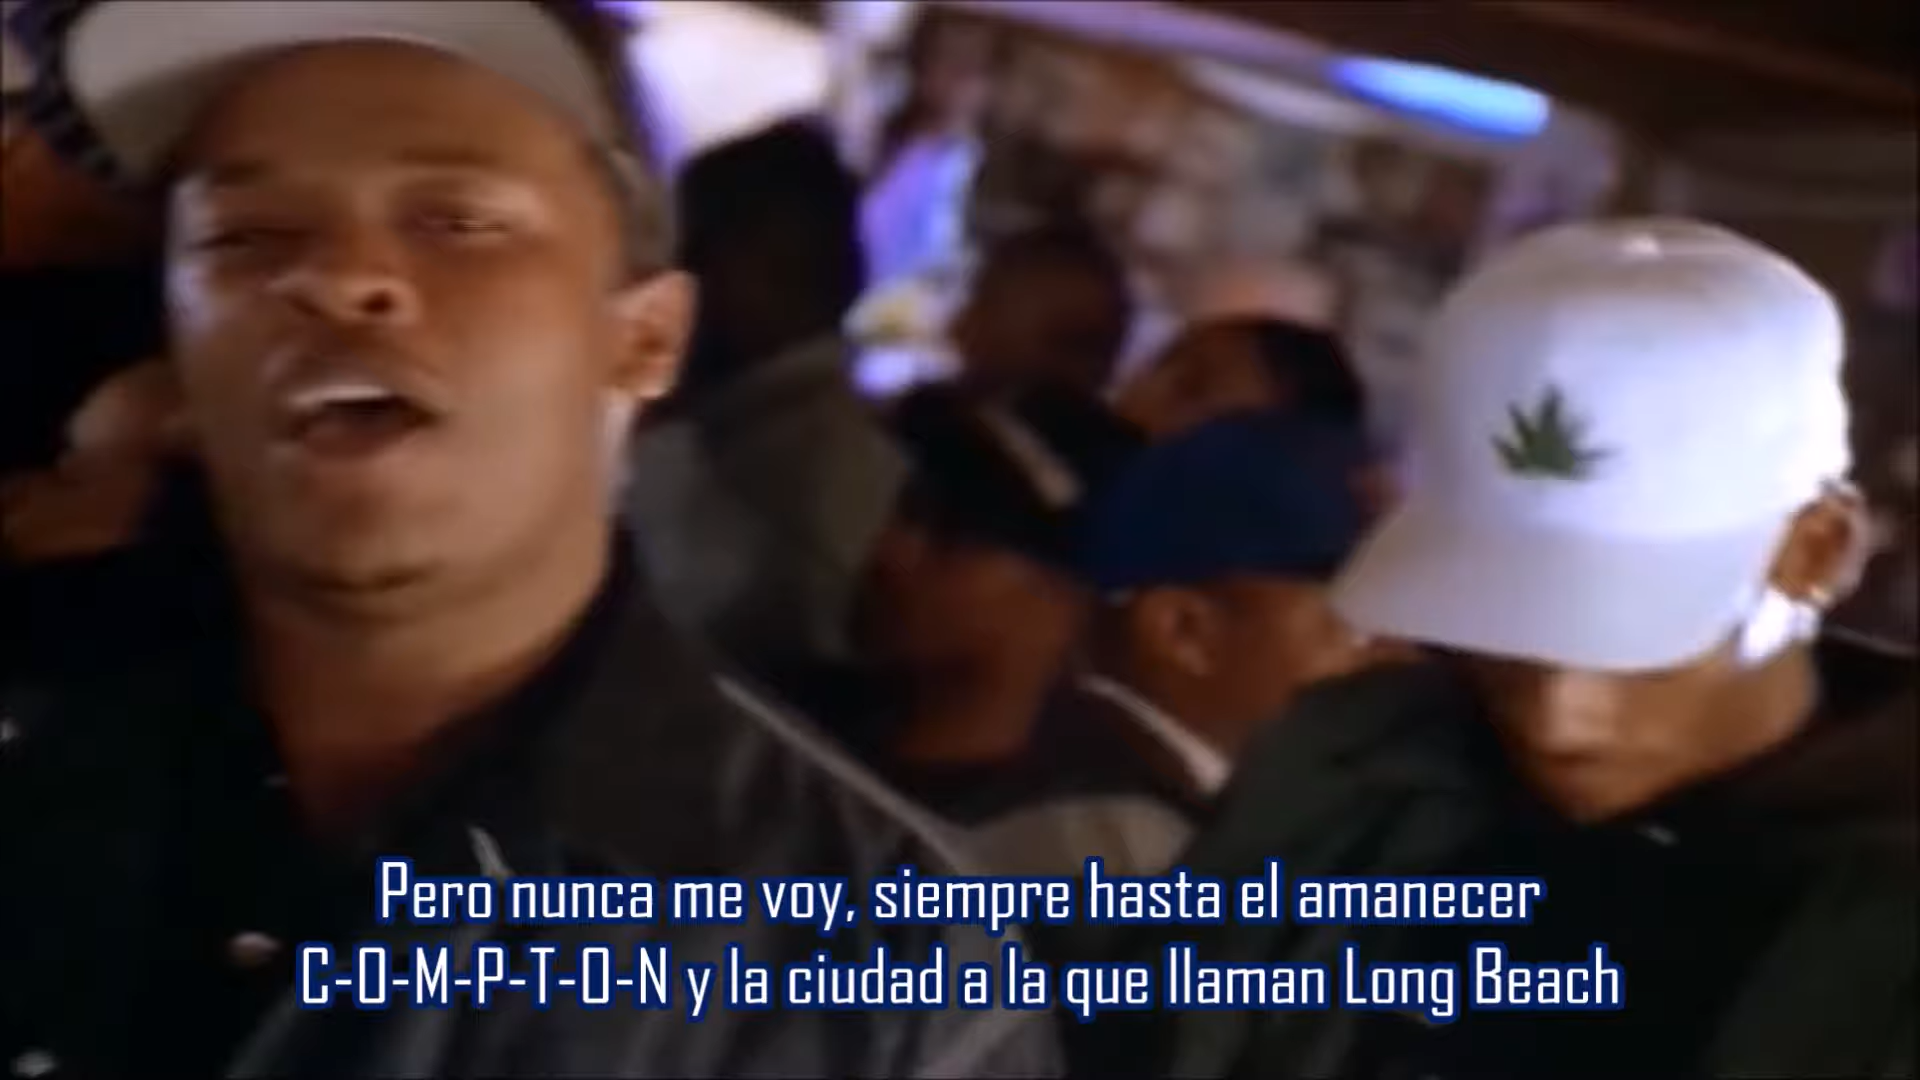 Pero nunca me voy, siempre hasta el amanecer
C-O-M-P-T-O-N y la ciudad a la que llaman Long Beach